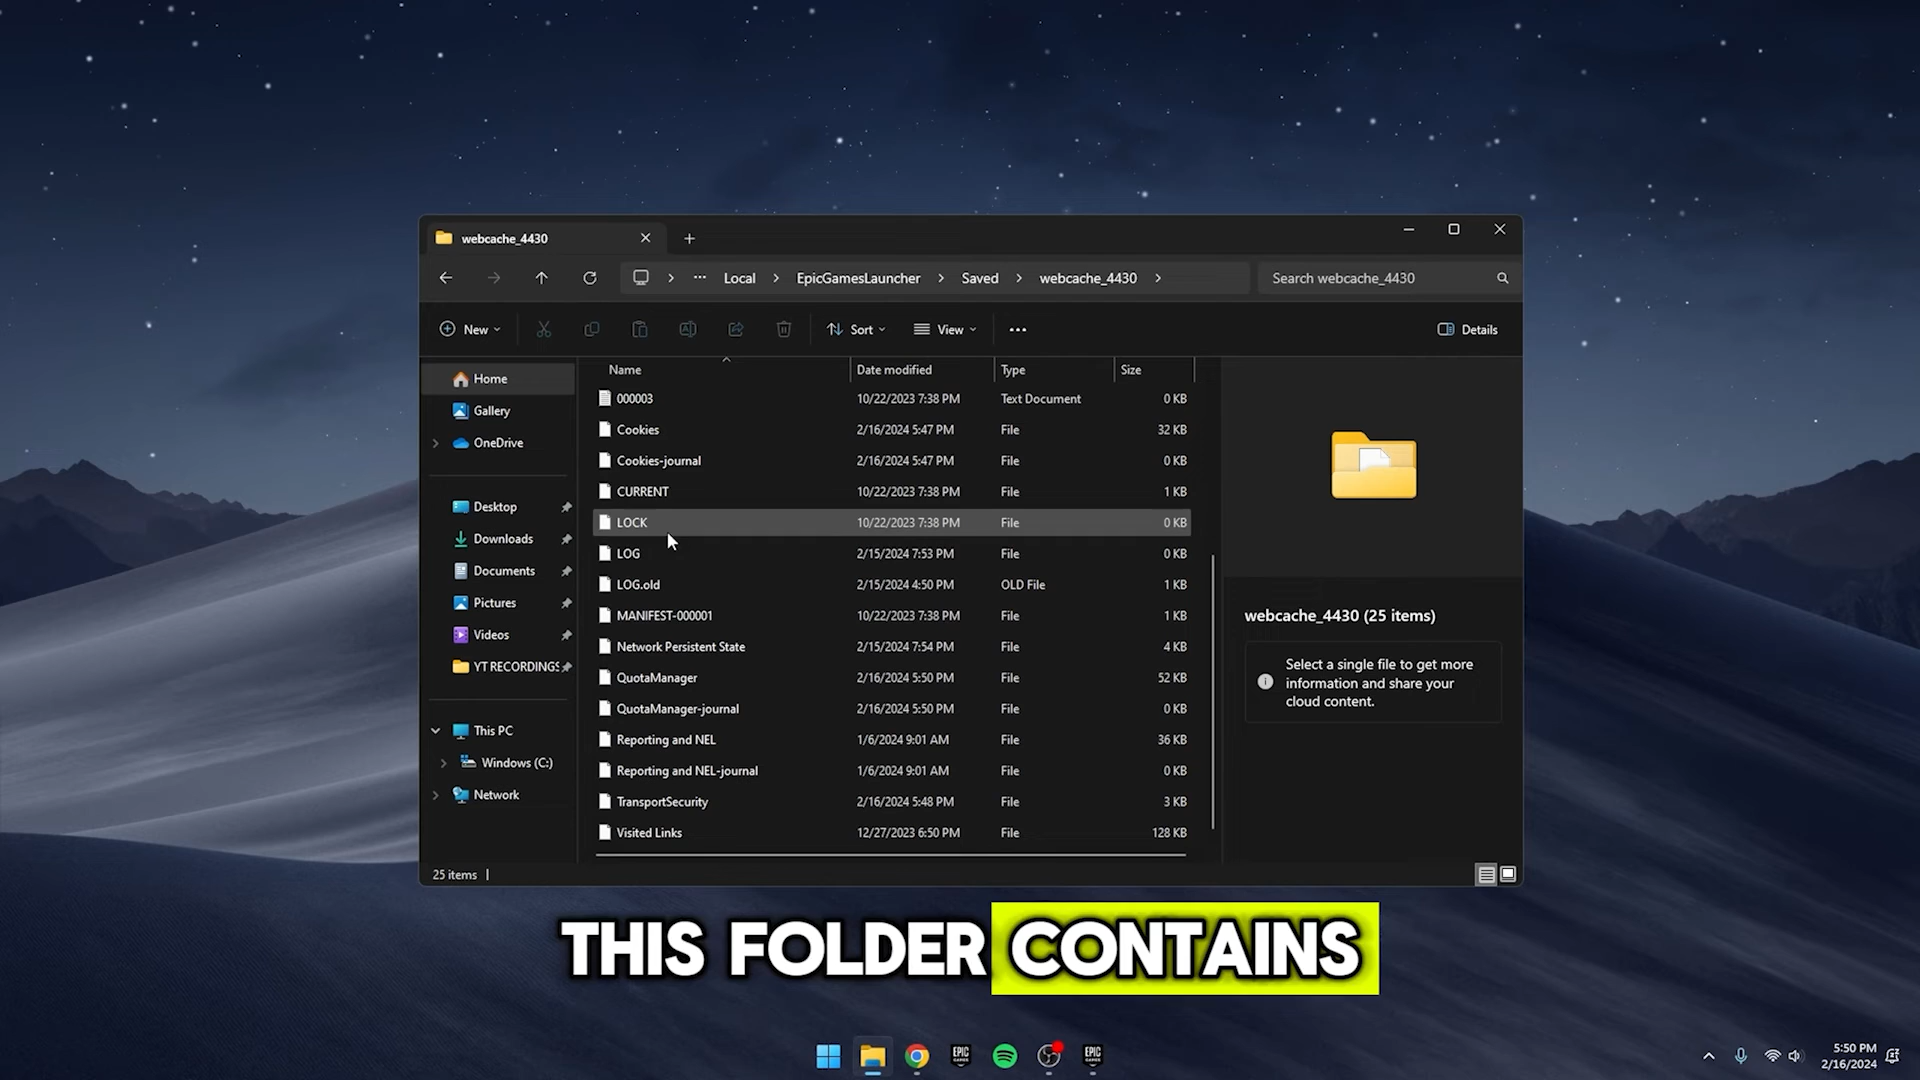 webcache_4430
Local
EpicGamesLauncher
Saved
webcache_4430
Search webcache_4430
New
Sort
View
Details
Home
Gallery
OneDrive
Desktop
Downloads
Documents
Pictures
Videos
YT RECORDINGS
This PC
Windows (C:)
Network
Name Date modified Type Size
000003 10/22/2023 7:38 PM Text Document 0 KB
Cookies 2/16/2024 5:47 PM File 32 KB
Cookies-journal 2/16/2024 5:47 PM File 0 KB
CURRENT 10/22/2023 7:38 PM File 1 KB
LOCK 10/22/2023 7:38 PM File 0 KB
LOG 2/15/2024 7:53 PM File 0 KB
LOG.old 2/15/2024 4:50 PM OLD File 1 KB
MANIFEST-000001 10/22/2023 7:38 PM File 1 KB
Network Persistent State 2/15/2024 7:54 PM File 4 KB
QuotaManager 2/16/2024 5:50 PM File 52 KB
QuotaManager-journal 2/16/2024 5:50 PM File 0 KB
Reporting and NEL 1/6/2024 9:01 AM File 36 KB
Reporting and NEL-journal 1/6/2024 9:01 AM File 0 KB
TransportSecurity 2/16/2024 5:48 PM File 3 KB
Visited Links 12/27/2023 6:50 PM File 128 KB
webcache_4430 (25 items)
Select a single file to get more
information and share your
cloud content.
25 items
THIS FOLDER CONTAINS
EPIC GAMES
EPIC GAMES
5:50 PM
2/16/2024